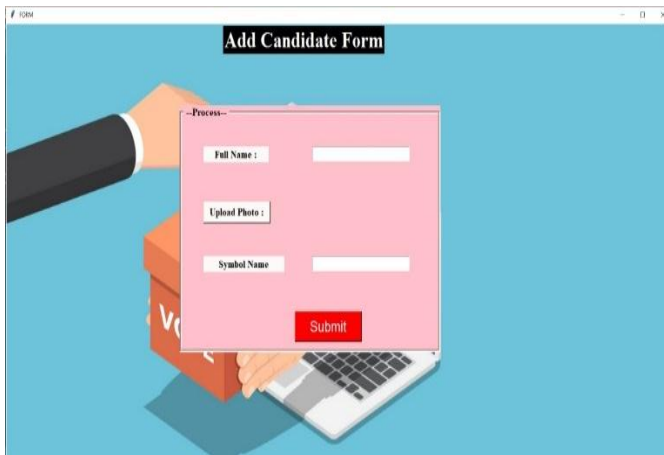 FORM
Add Candidate Form
--Process--
Full Name :
Upload Photo :
Symbol Name
Submit